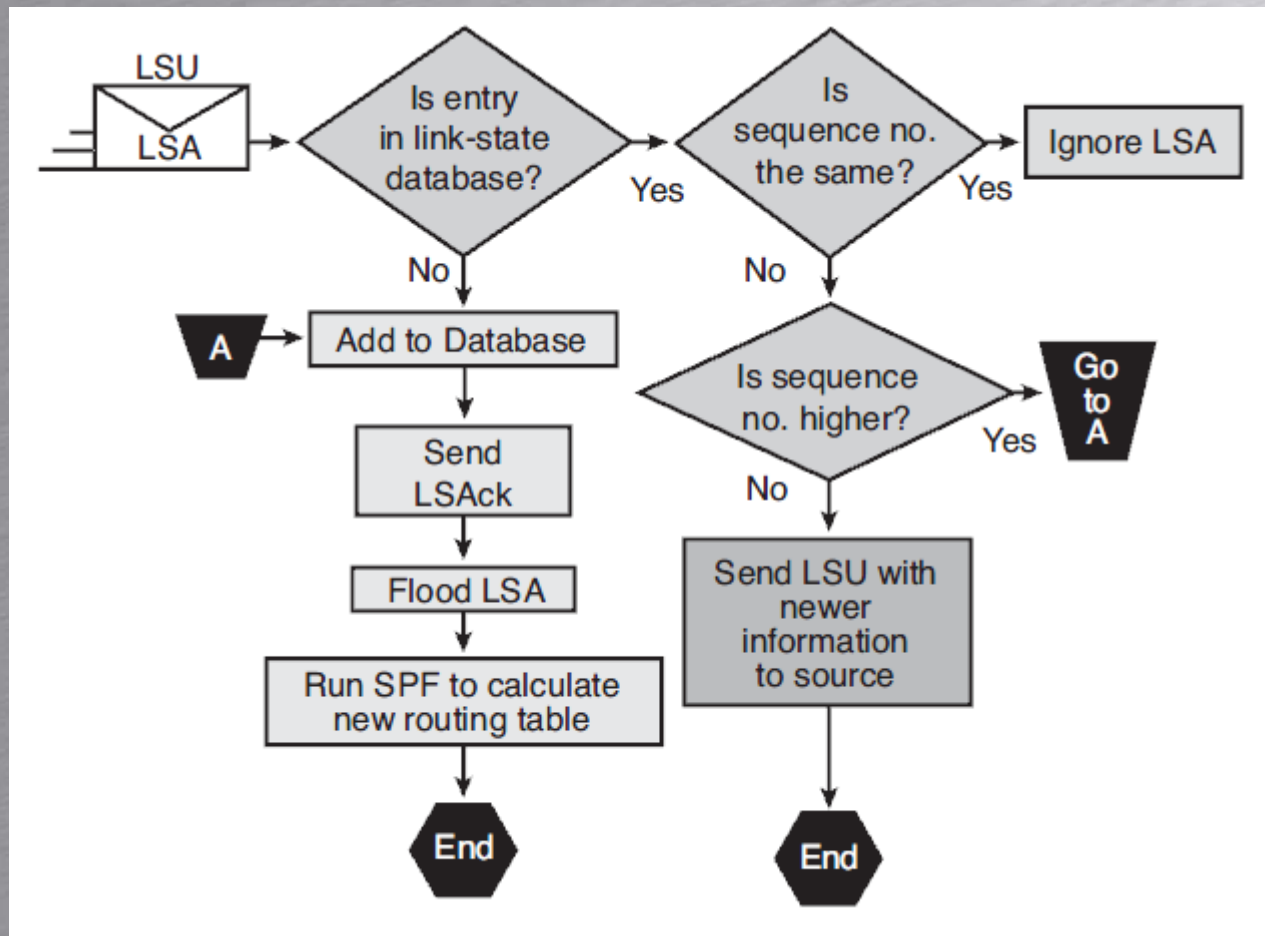 LSU
LSA
Is entry
in link-state
database?
Yes
Is
sequence no.
the same?
Yes
Ignore LSA
No
No
A
Add to Database
Is sequence
no. higher?
Yes
Go
to
A
Send
LSAck
No
Flood LSA
Send LSU with
newer
information
to source
Run SPF to calculate
new routing table
End
End